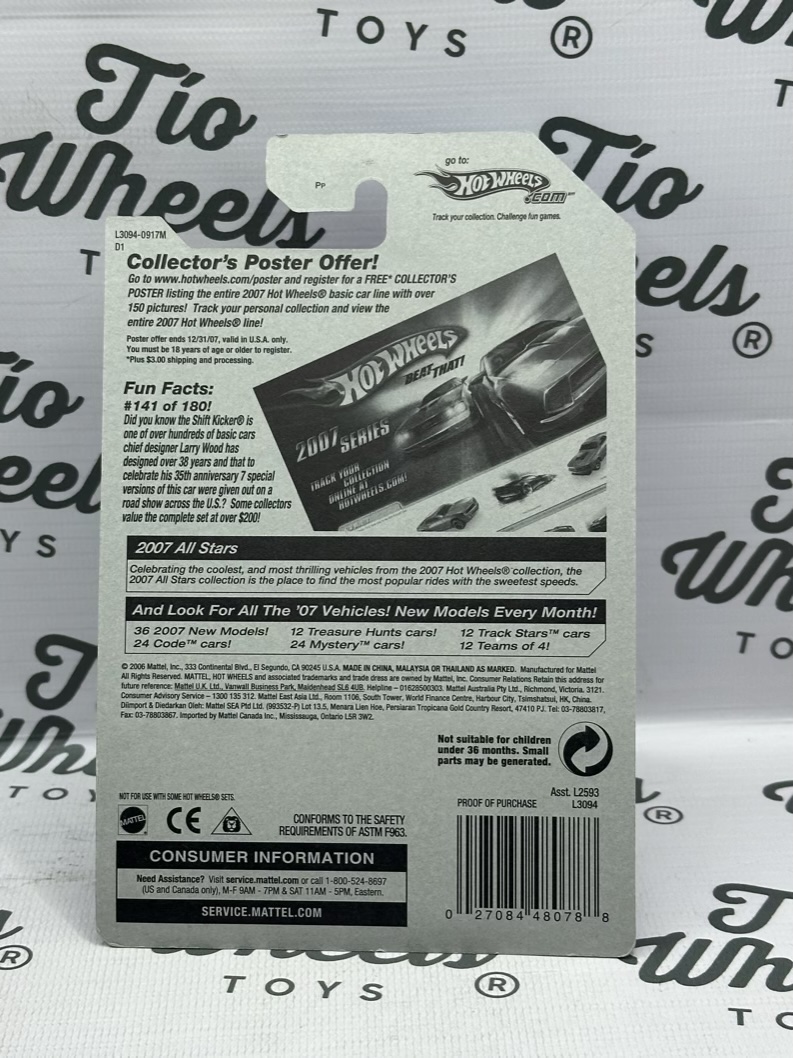 TOYS ®
Tío
Wheels
Tío
eels
®
PP
go to:
HOT WHEELS
.COM™
Track your collection. Challenge fun games.
L3094-0917M
D1
Collector's Poster Offer!
Go to www.hotwheels.com/poster and register for a FREE* COLLECTOR'S
POSTER listing the entire 2007 Hot Wheels® basic car line with over
150 pictures! Track your personal collection and view the
entire 2007 Hot Wheels® line!
Poster offer ends 12/31/07, valid in U.S.A. only.
You must be 18 years of age or older to register.
*Plus $3.00 shipping and processing.
HOT WHEELS
BEAT THAT!
2007 SERIES
TRACK YOUR
COLLECTION
ONLINE AT
HOTWHEELS.COM!
Fun Facts:
#141 of 180!
Did you know the Shift Kicker® is
one of over hundreds of basic cars
chief designer Larry Wood has
designed over 38 years and that to
celebrate his 35th anniversary 7 special
versions of this car were given out on a
road show across the U.S.? Some collectors
value the complete set at over $200!
2007 All Stars
Celebrating the coolest, and most thrilling vehicles from the 2007 Hot Wheels® collection, the
2007 All Stars collection is the place to find the most popular rides with the sweetest speeds.
And Look For All The '07 Vehicles! New Models Every Month!
36 2007 New Models! 12 Treasure Hunts cars! 12 Track Stars™ cars
24 Code™ cars! 24 Mystery™ cars! 12 Teams of 4!
© 2006 Mattel, Inc., 333 Continental Blvd., El Segundo, CA 90245 U.S.A. MADE IN CHINA, MALAYSIA OR THAILAND AS MARKED. Manufactured for Mattel
All Rights Reserved. MATTEL, HOT WHEELS and associated trademarks and trade dress are owned by Mattel, Inc. Consumer Relations Retain this address for
future reference: Mattel U.K. Ltd., Vanwall Business Park, Maidenhead SL6 4UB. Helpline – 01628500303. Mattel Australia Pty Ltd., Richmond, Victoria. 3121.
Consumer Advisory Service – 1300 135 312. Mattel East Asia Ltd., Room 1106, South Tower, World Finance Centre, Harbour City, Tsimshatsui, HK, China.
Diimport & Diedarkan Oleh: Mattel SEA Ptd Ltd. (993532-P) Lot 13.5, Menara Lien Hoe, Persiaran Tropicana Gold Country Resort, 47410 PJ. Tel: 03-78803817,
Fax: 03-78803867. Imported by Mattel Canada Inc., Mississauga, Ontario L5R 3W2.
Not suitable for children
under 36 months. Small
parts may be generated.
Asst. L2593
PROOF OF PURCHASE L3094
NOT FOR USE WITH SOME HOT WHEELS® SETS.
MATTEL CE
CONFORMS TO THE SAFETY
REQUIREMENTS OF ASTM F963.
CONSUMER INFORMATION
Need Assistance? Visit service.mattel.com or call 1-800-524-8697
(US and Canada only), M-F 9AM - 7PM & SAT 11AM - 5PM, Eastern.
SERVICE.MATTEL.COM
0 27084 48078 8
TOYS ®